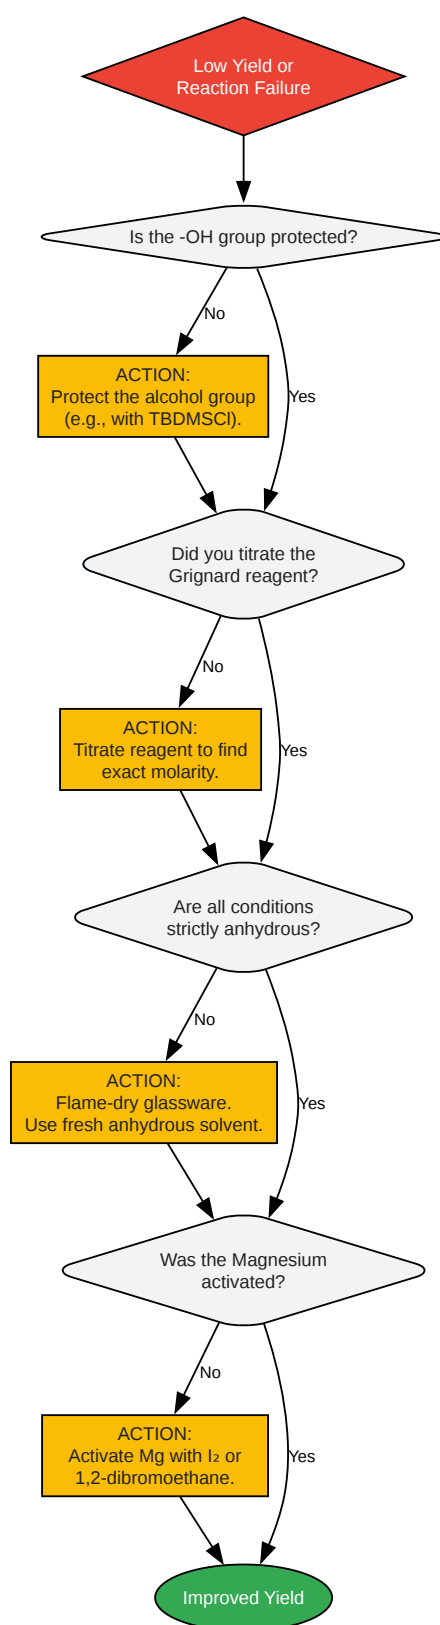 Low Yield or
Reaction Failure
Is the -OH group protected?
No
ACTION:
Protect the alcohol group
(e.g., with TBDMSCl).
Yes
Did you titrate the
Grignard reagent?
No
ACTION:
Titrate reagent to find
exact molarity.
Yes
Are all conditions
strictly anhydrous?
No
ACTION:
Flame-dry glassware.
Use fresh anhydrous solvent.
Yes
Was the Magnesium
activated?
No
ACTION:
Activate Mg with I₂ or
1,2-dibromoethane.
Yes
Improved Yield